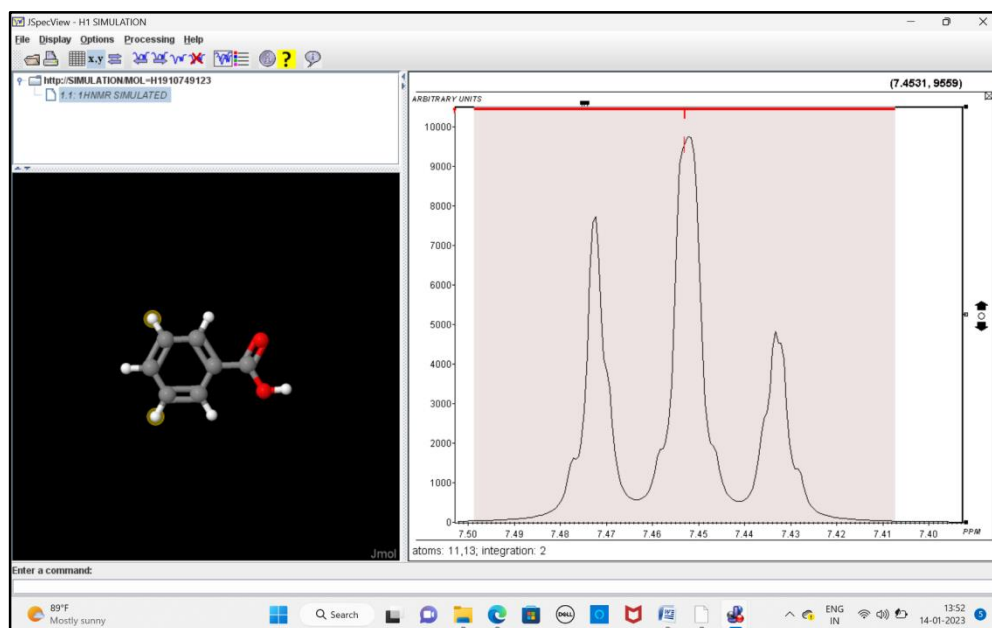 JSpecView - H1 SIMULATION
File Display Options Processing Help
x,y
?
http://SIMULATION/MOL=H1910749123
1.1: 1HNMR SIMULATED
(7.4531, 9559)
ARBITRARY UNITS
10000
9000
8000
7000
6000
5000
4000
3000
2000
1000
0
7.50 7.49 7.48 7.47 7.46 7.45 7.44 7.43 7.42 7.41 7.40 PPM
atoms: 11,13; integration: 2
Jmol
Enter a command:
89°F
Mostly sunny
Search
DELL
ENG
IN
13:52
14-01-2023
5